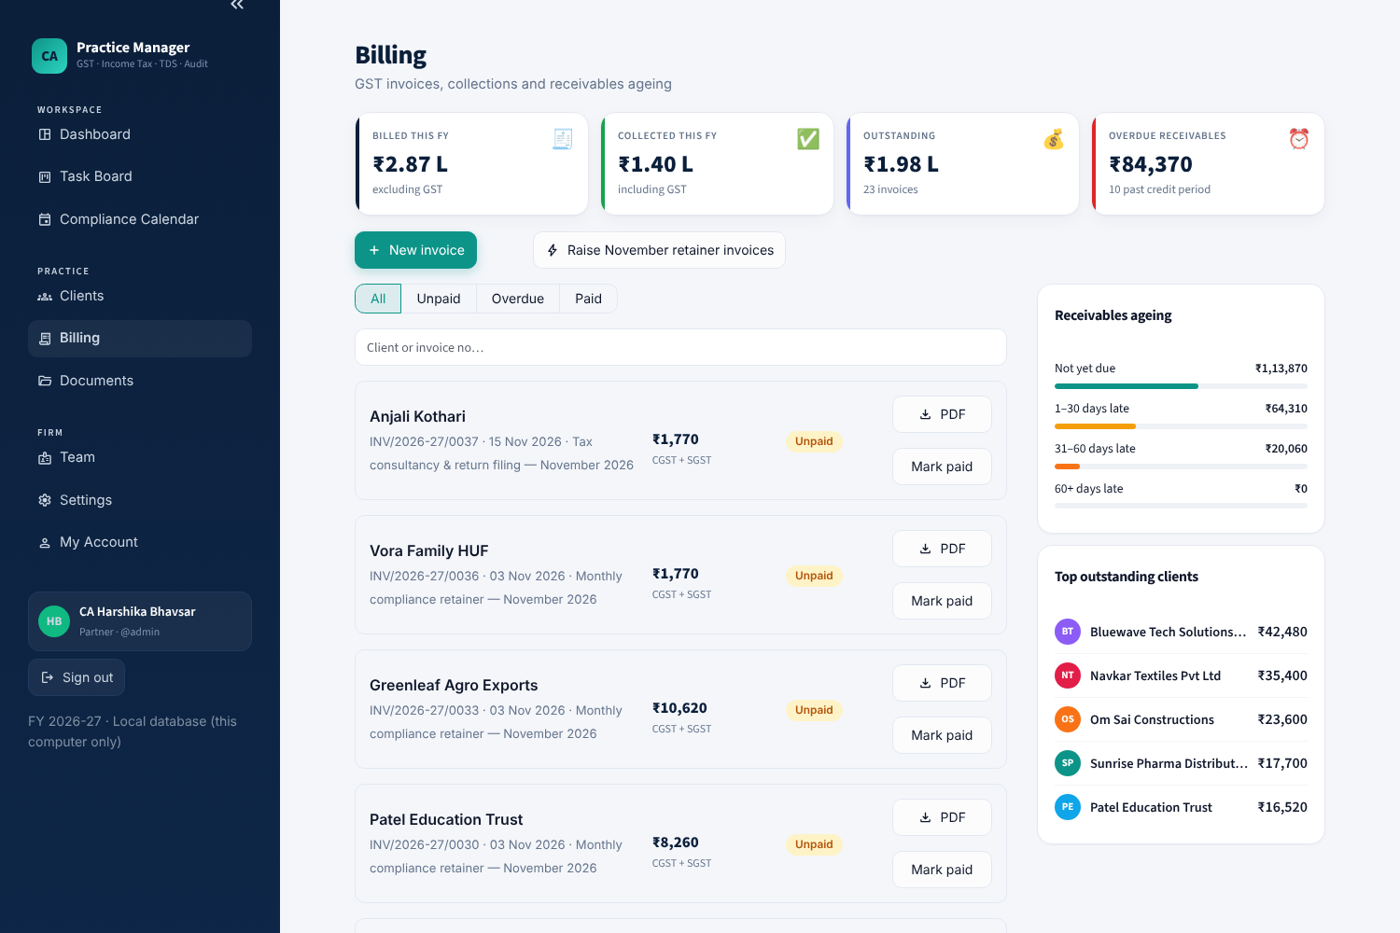 CA
Practice Manager
GST · Income Tax · TDS · Audit
WORKSPACE
Dashboard
Task Board
Compliance Calendar
PRACTICE
Clients
Billing
Documents
FIRM
Team
Settings
My Account
HB
CA Harshika Bhavsar
Partner · @admin
Sign out
FY 2026-27 · Local database (this
computer only)
Billing
GST invoices, collections and receivables ageing
BILLED THIS FY
₹2.87 L
excluding GST
COLLECTED THIS FY
₹1.40 L
including GST
OUTSTANDING
₹1.98 L
23 invoices
OVERDUE RECEIVABLES
₹84,370
10 past credit period
New invoice
Raise November retainer invoices
All
Unpaid
Overdue
Paid
Client or invoice no…
Anjali Kothari
INV/2026-27/0037 · 15 Nov 2026 · Tax
consultancy & return filing — November 2026
₹1,770
CGST + SGST
Unpaid
PDF
Mark paid
Vora Family HUF
INV/2026-27/0036 · 03 Nov 2026 · Monthly
compliance retainer — November 2026
₹1,770
CGST + SGST
Unpaid
PDF
Mark paid
Greenleaf Agro Exports
INV/2026-27/0033 · 03 Nov 2026 · Monthly
compliance retainer — November 2026
₹10,620
CGST + SGST
Unpaid
PDF
Mark paid
Patel Education Trust
INV/2026-27/0030 · 03 Nov 2026 · Monthly
compliance retainer — November 2026
₹8,260
CGST + SGST
Unpaid
PDF
Mark paid
Receivables ageing
Not yet due ₹1,13,870
1–30 days late ₹64,310
31–60 days late ₹20,060
60+ days late ₹0
Top outstanding clients
BT Bluewave Tech Solutions… ₹42,480
NT Navkar Textiles Pvt Ltd ₹35,400
OS Om Sai Constructions ₹23,600
SP Sunrise Pharma Distribut… ₹17,700
PE Patel Education Trust ₹16,520